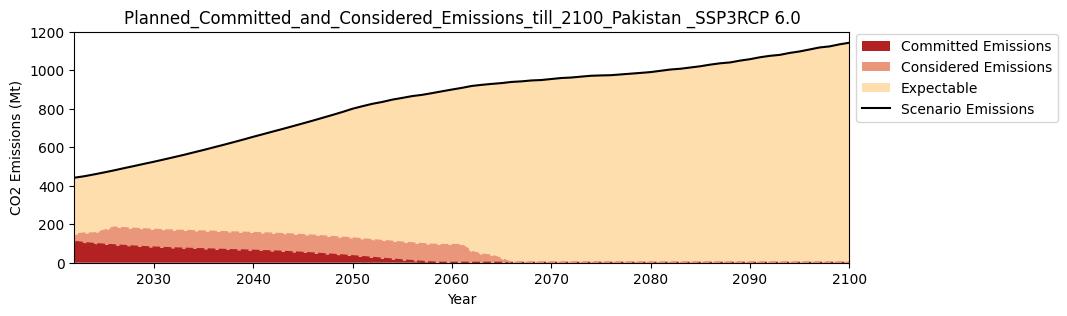 Planned_Committed_and_Considered_Emissions_till_2100_Pakistan _SSP3RCP 6.0
1200
1000
800
600
400
200
0
CO2 Emissions (Mt)
2030 2040 2050 2060 2070 2080 2090 2100
Year
Committed Emissions
Considered Emissions
Expectable
Scenario Emissions